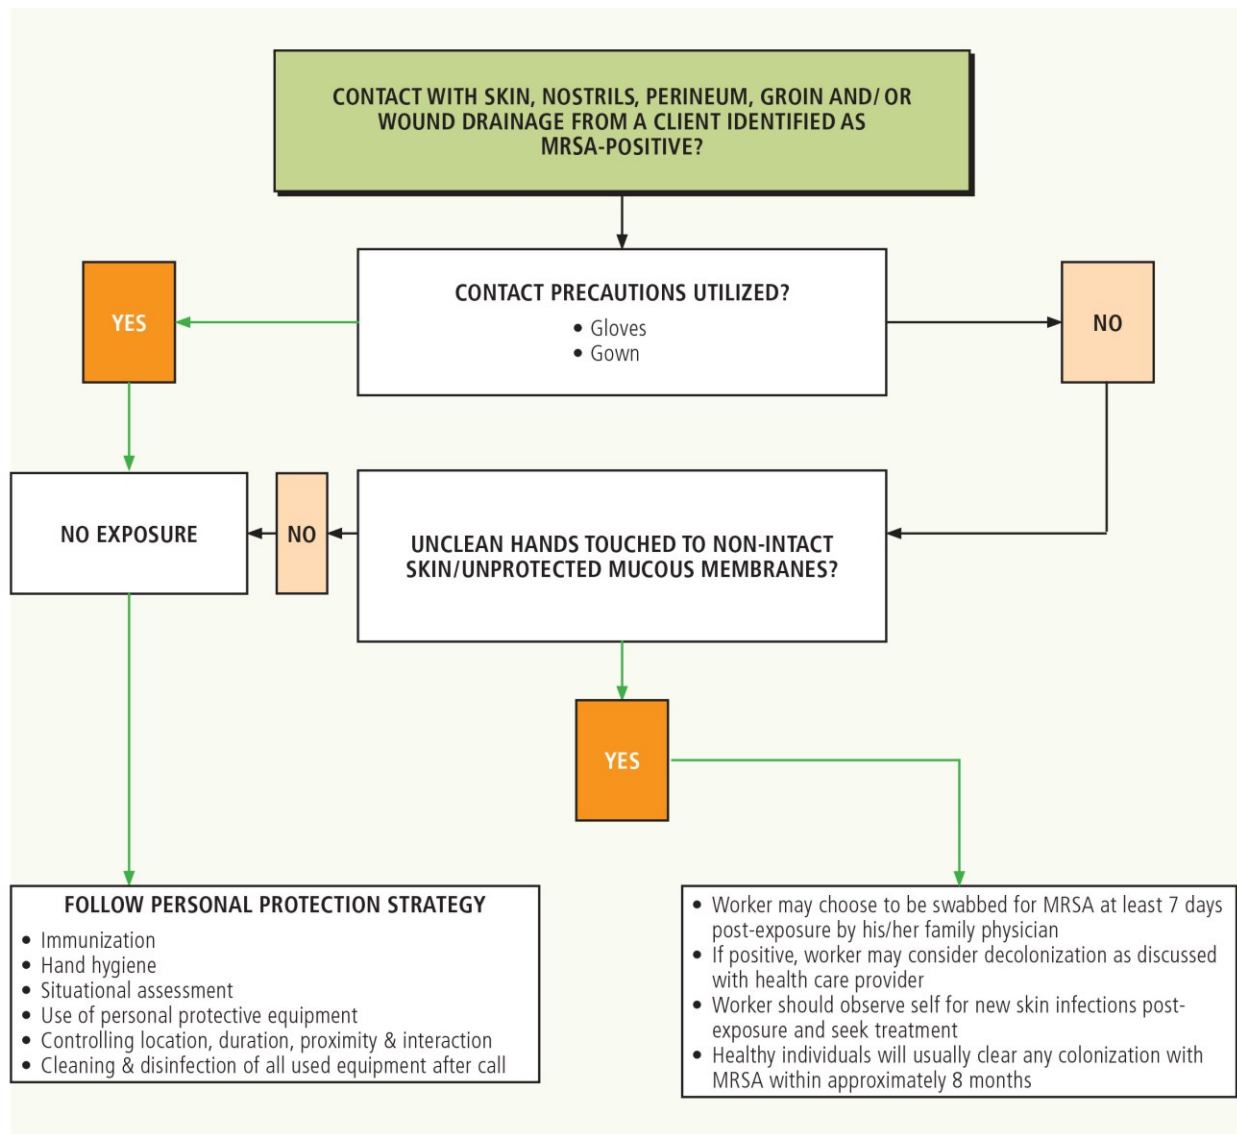 CONTACT WITH SKIN, NOSTRILS, PERINEUM, GROIN AND/ OR
WOUND DRAINAGE FROM A CLIENT IDENTIFIED AS
MRSA-POSITIVE?
CONTACT PRECAUTIONS UTILIZED?
• Gloves
• Gown
YES
NO
NO EXPOSURE
NO
UNCLEAN HANDS TOUCHED TO NON-INTACT
SKIN/UNPROTECTED MUCOUS MEMBRANES?
YES
FOLLOW PERSONAL PROTECTION STRATEGY
• Immunization
• Hand hygiene
• Situational assessment
• Use of personal protective equipment
• Controlling location, duration, proximity & interaction
• Cleaning & disinfection of all used equipment after call
• Worker may choose to be swabbed for MRSA at least 7 days
post-exposure by his/her family physician
• If positive, worker may consider decolonization as discussed
with health care provider
• Worker should observe self for new skin infections post-
exposure and seek treatment
• Healthy individuals will usually clear any colonization with
MRSA within approximately 8 months